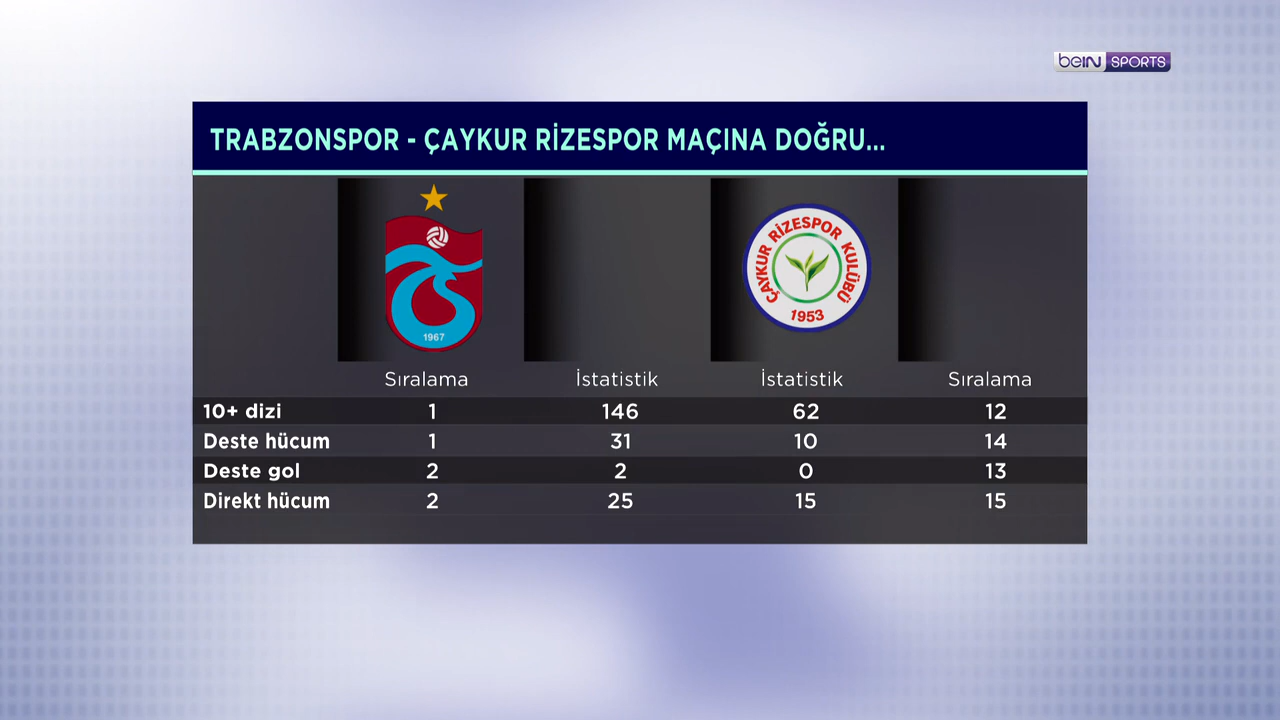 beIN SPORTS
TRABZONSPOR - ÇAYKUR RİZESPOR MAÇINA DOĞRU...
1967
ÇAYKUR RİZESPOR KULÜBÜ
1953
Sıralama İstatistik İstatistik Sıralama
10+ dizi 1 146 62 12
Deste hücum 1 31 10 14
Deste gol 2 2 0 13
Direkt hücum 2 25 15 15